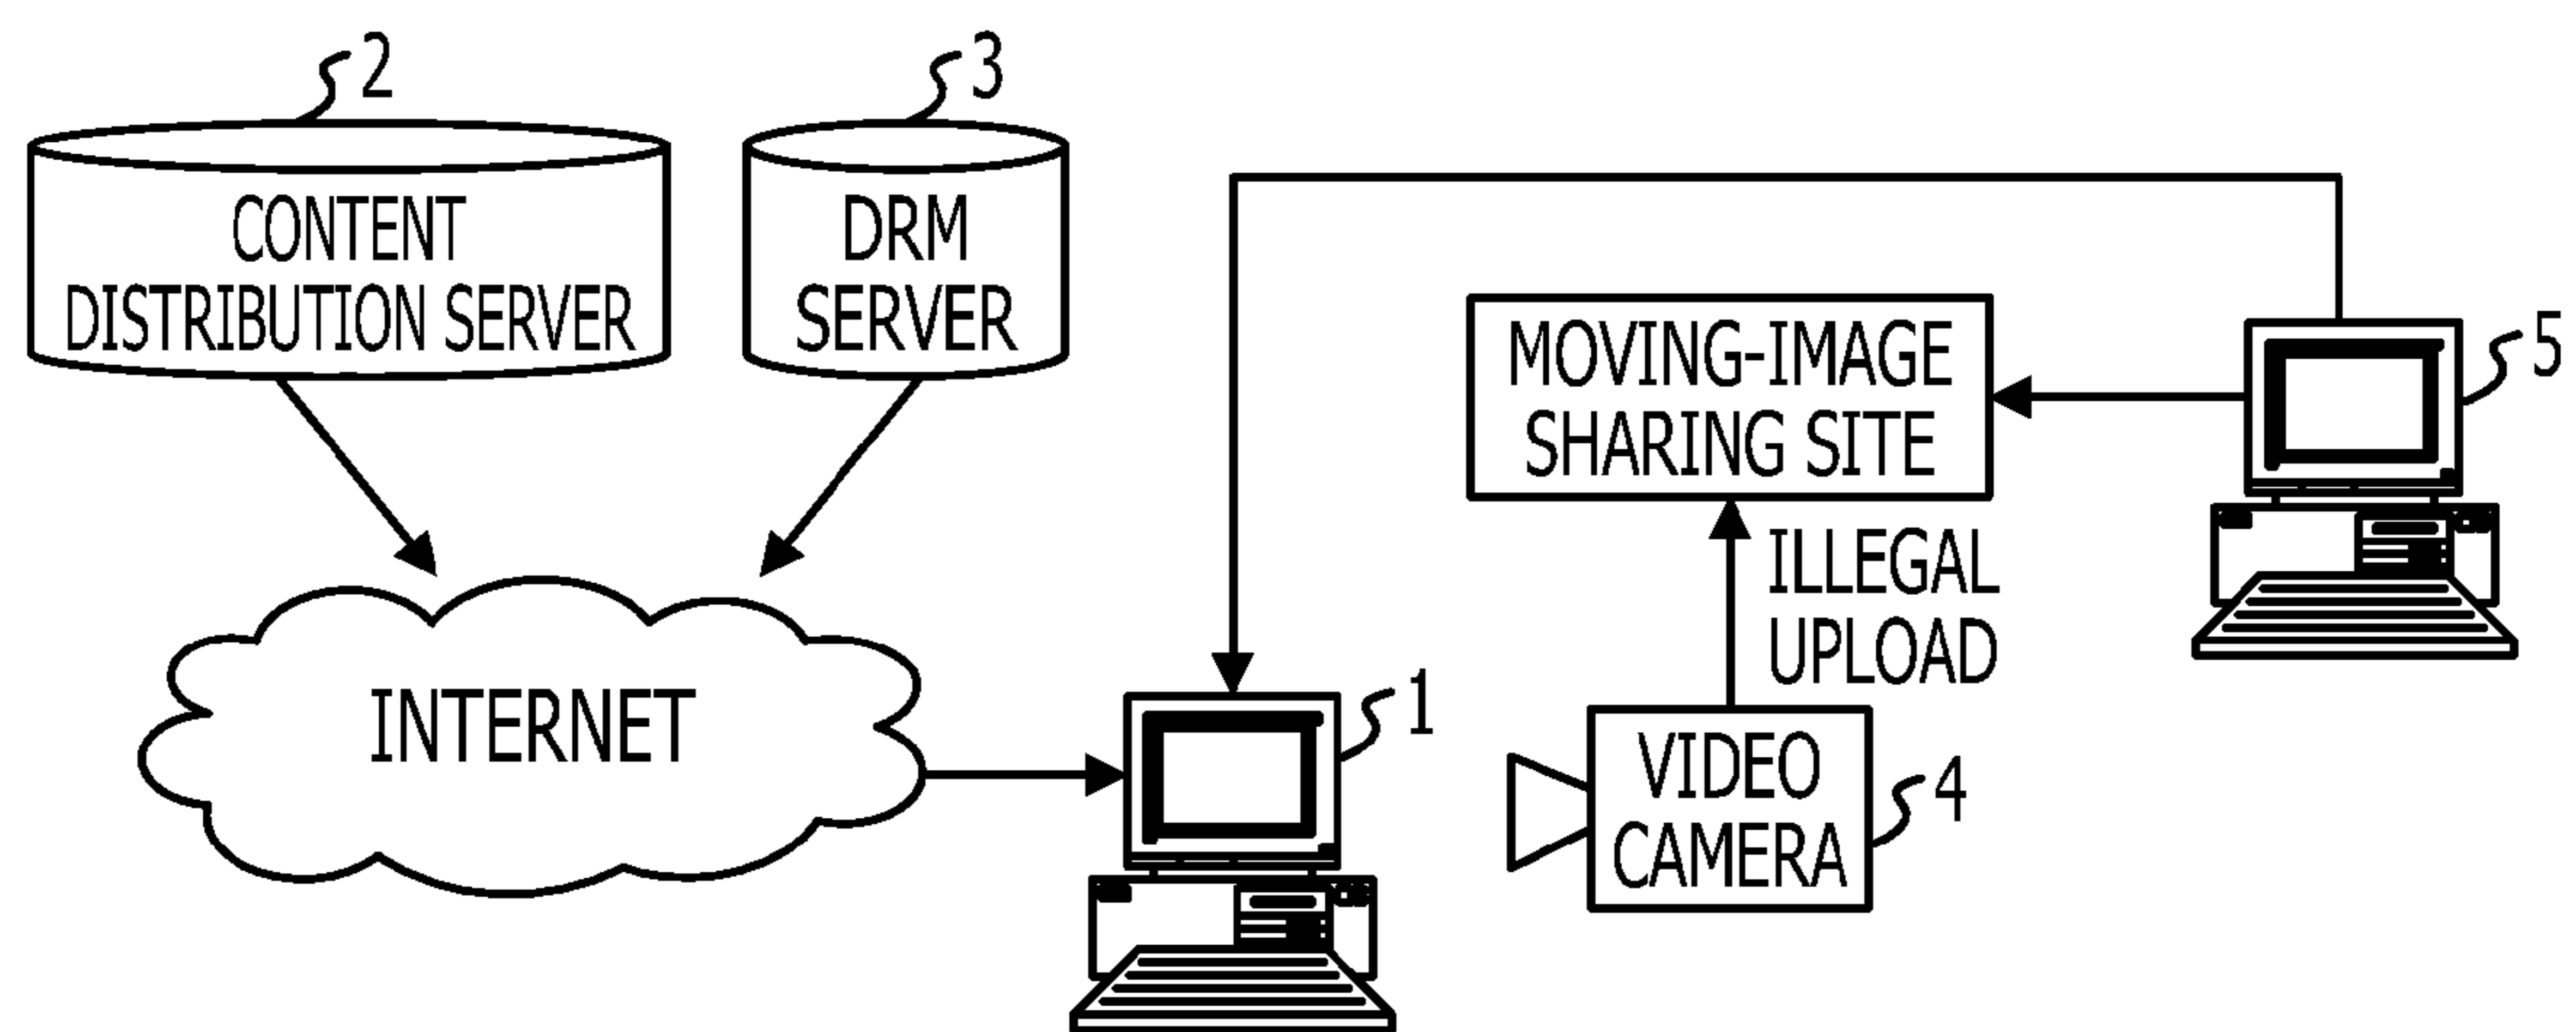 2
3
CONTENT
DISTRIBUTION SERVER
DRM
SERVER
MOVING-IMAGE
SHARING SITE
5
ILLEGAL
UPLOAD
INTERNET
1
VIDEO
CAMERA
4